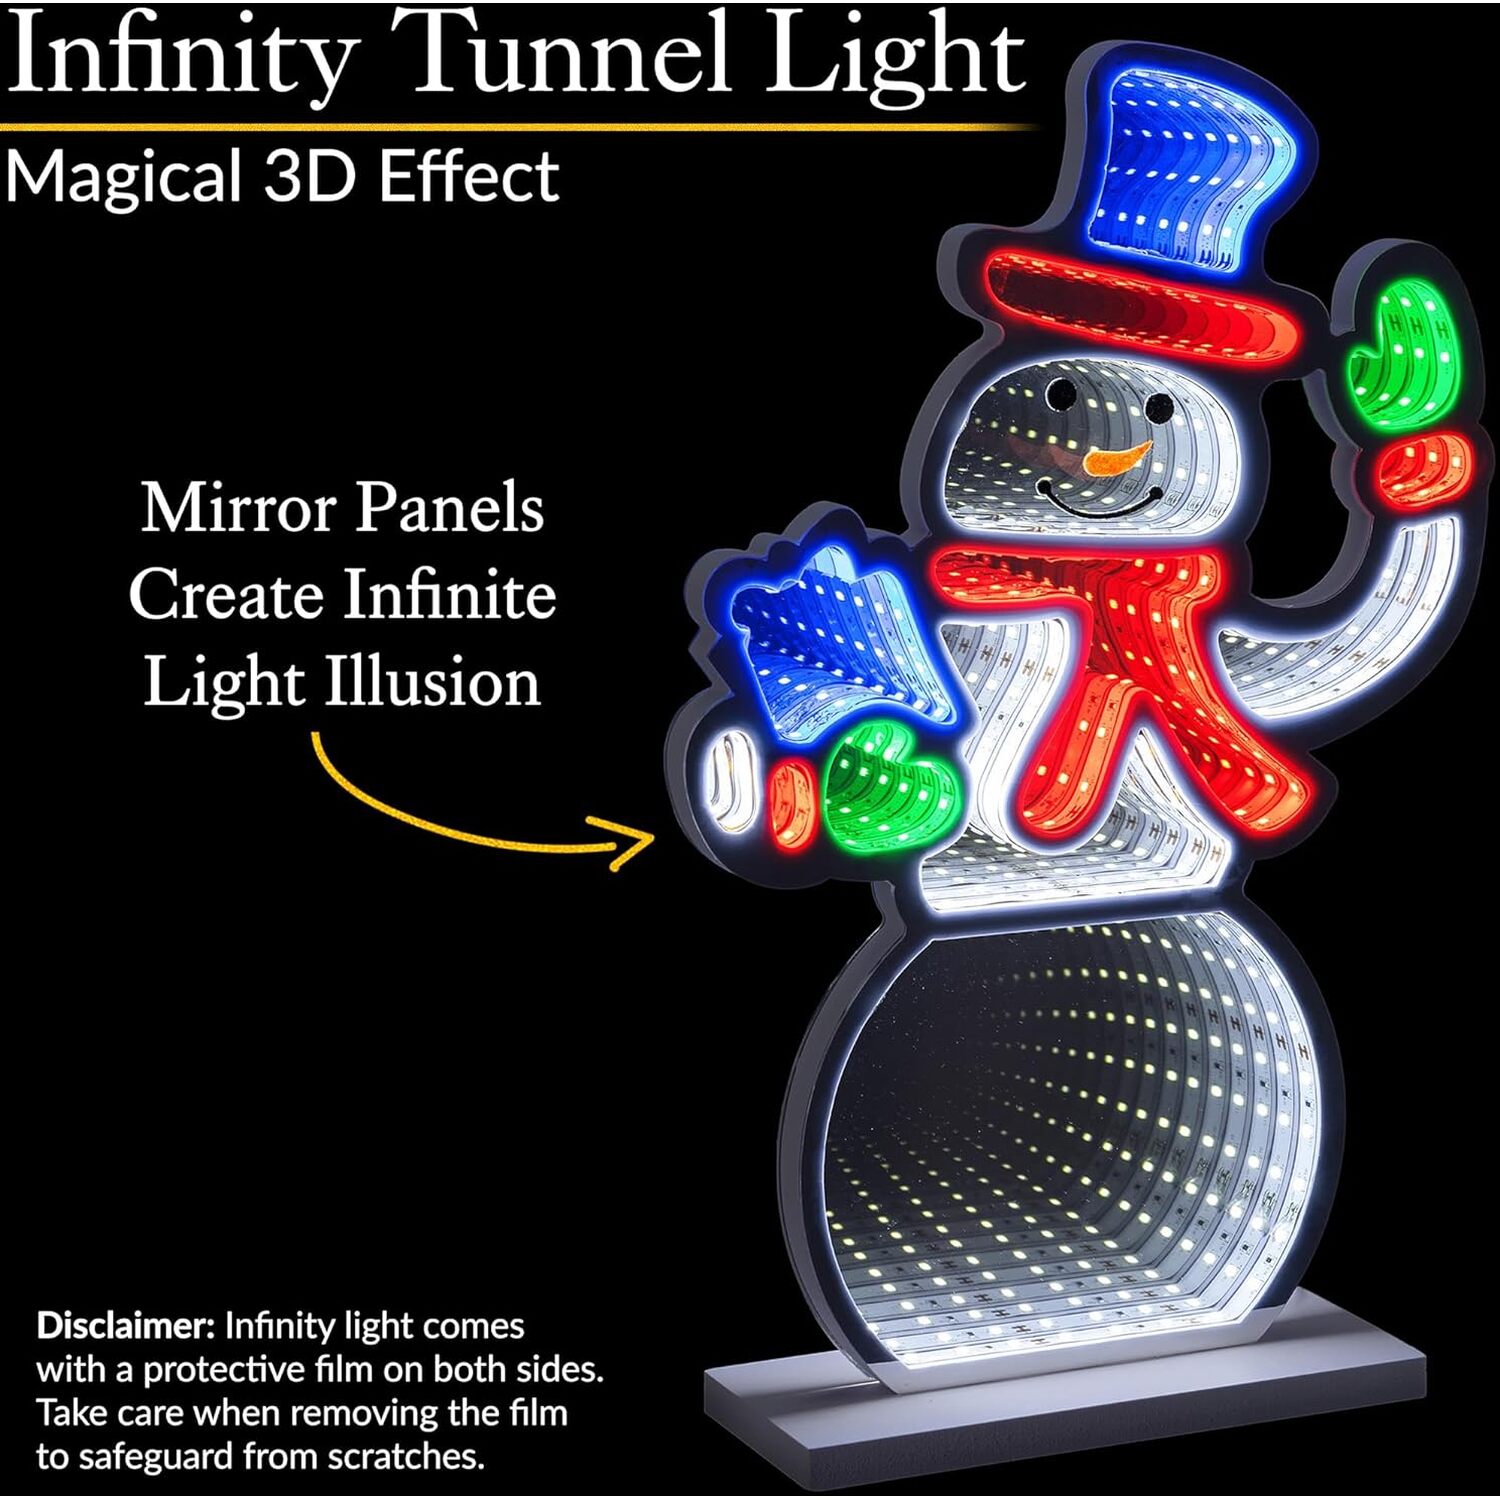 Infinity Tunnel Light
Magical 3D Effect
Mirror Panels
Create Infinite
Light Illusion
Disclaimer: Infinity light comes
with a protective film on both sides.
Take care when removing the film
to safeguard from scratches.